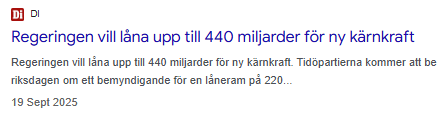 Di DI
Regeringen vill låna upp till 440 miljarder för ny kärnkraft
Regeringen vill låna upp till 440 miljarder för ny kärnkraft. Tidöpartierna kommer att be
riksdagen om ett bemyndigande för en låneram på 220...
19 Sept 2025